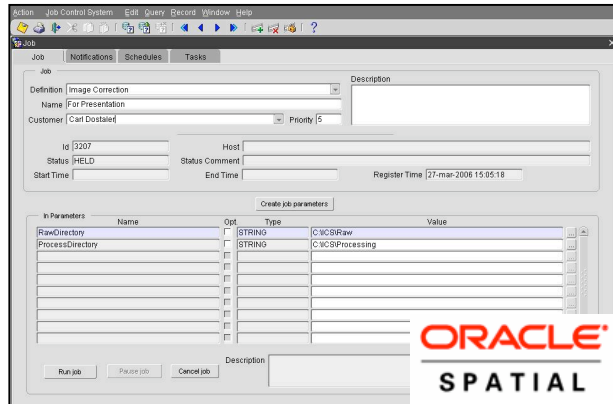 Action Job Control System Edit Query Record Window Help
Job
Job Notifications Schedules Tasks
Job
Description
Definition Image Correction
Name For Presentation
Customer Carl Dostaler Priority 5
Id 3207 Host
Status HELD Status Comment
Start Time End Time Register Time 27-mar-2006 15:05:18
Create job parameters
In Parameters
Name Opt Type Value
RawDirectory STRING C:\ICS\Raw
ProcessDirectory STRING C:\ICS\Processing
Description
Run job Pause job Cancel job
ORACLE
SPATIAL